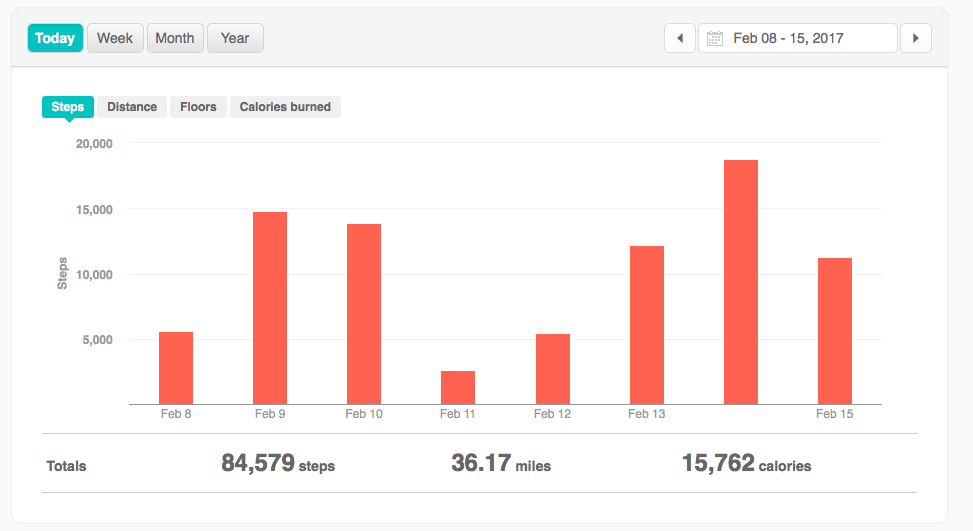 Today Week Month Year Feb 08 - 15, 2017
Steps Distance Floors Calories burned
20,000
15,000
10,000
5,000
Steps
Feb 8 Feb 9 Feb 10 Feb 11 Feb 12 Feb 13 Feb 15
Totals 84,579 steps 36.17 miles 15,762 calories